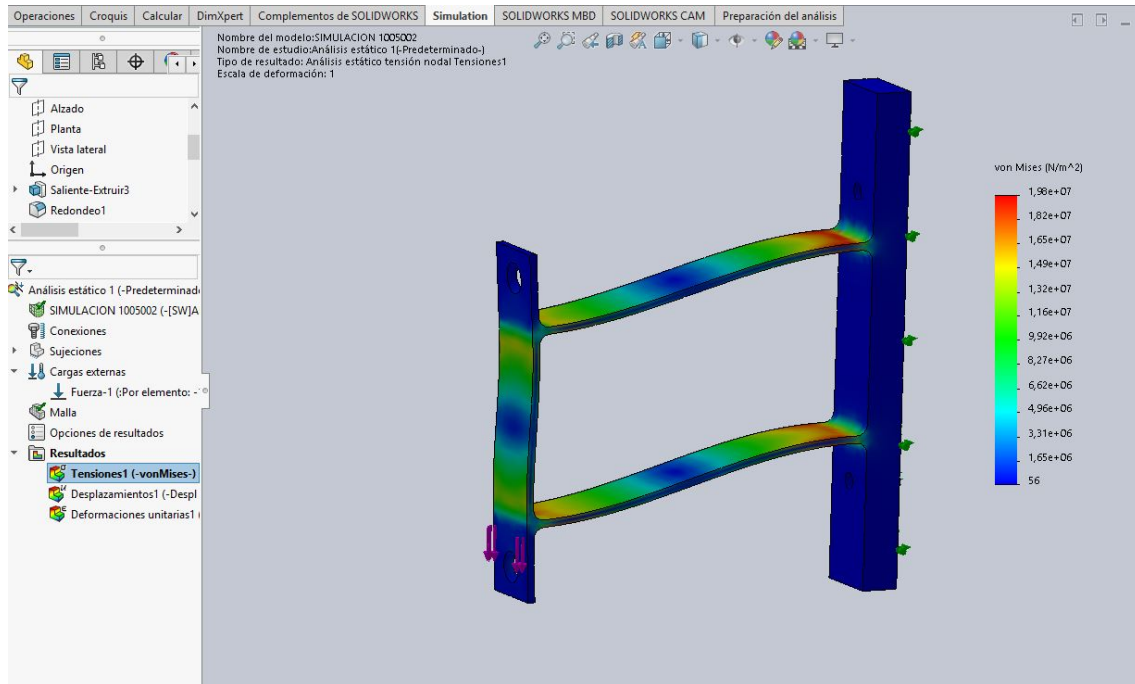 Operaciones Croquis Calcular DimXpert Complementos de SOLIDWORKS Simulation SOLIDWORKS MBD SOLIDWORKS CAM Preparación del análisis
Nombre del modelo:SIMULACION 1005002
Nombre de estudio:Análisis estático 1(-Predeterminado-)
Tipo de resultado: Análisis estático tensión nodal Tensiones1
Escala de deformación: 1
Alzado
Planta
Vista lateral
Origen
Saliente-Extruir3
Redondeo1
Análisis estático 1 (-Predeterminad
SIMULACION 1005002 (-[SW]A
Conexiones
Sujeciones
Cargas externas
Fuerza-1 (:Por elemento: -
Malla
Opciones de resultados
Resultados
Tensiones1 (-vonMises-)
Desplazamientos1 (-Despl
Deformaciones unitarias1 (
von Mises (N/m^2)
1,98e+07
1,82e+07
1,65e+07
1,49e+07
1,32e+07
1,16e+07
9,92e+06
8,27e+06
6,62e+06
4,96e+06
3,31e+06
1,65e+06
56